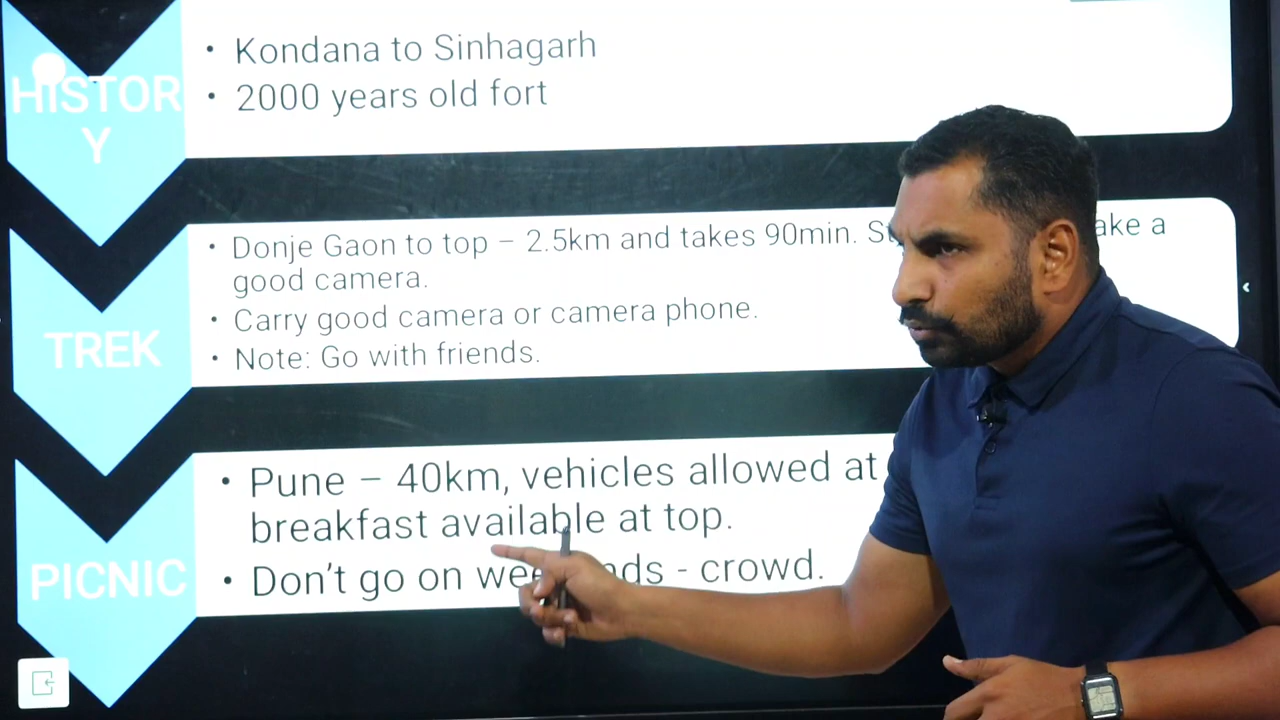 HISTOR
Y
• Kondana to Sinhagarh
• 2000 years old fort
TREK
• Donje Gaon to top – 2.5km and takes 90min.
good camera.
• Carry good camera or camera phone.
• Note: Go with friends.
PICNIC
• Pune – 40km, vehicles allowed at
breakfast available at top.
• Don't go on - crowd.